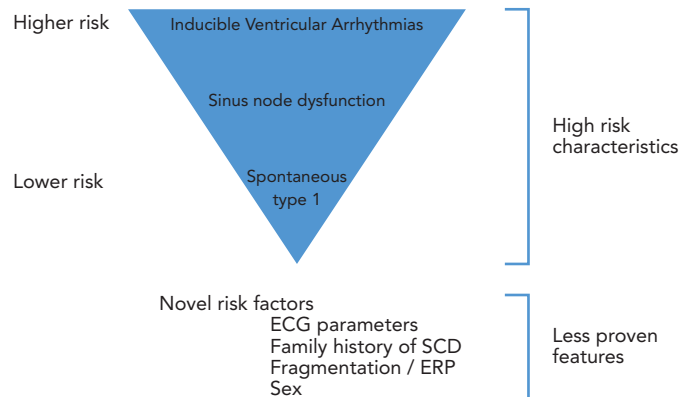 Higher risk
Inducible Ventricular Arrhythmias
Sinus node dysfunction
High risk
characteristics
Lower risk
Spontaneous
type 1
Novel risk factors
ECG parameters
Family history of SCD
Fragmentation / ERP
Sex
Less proven
features